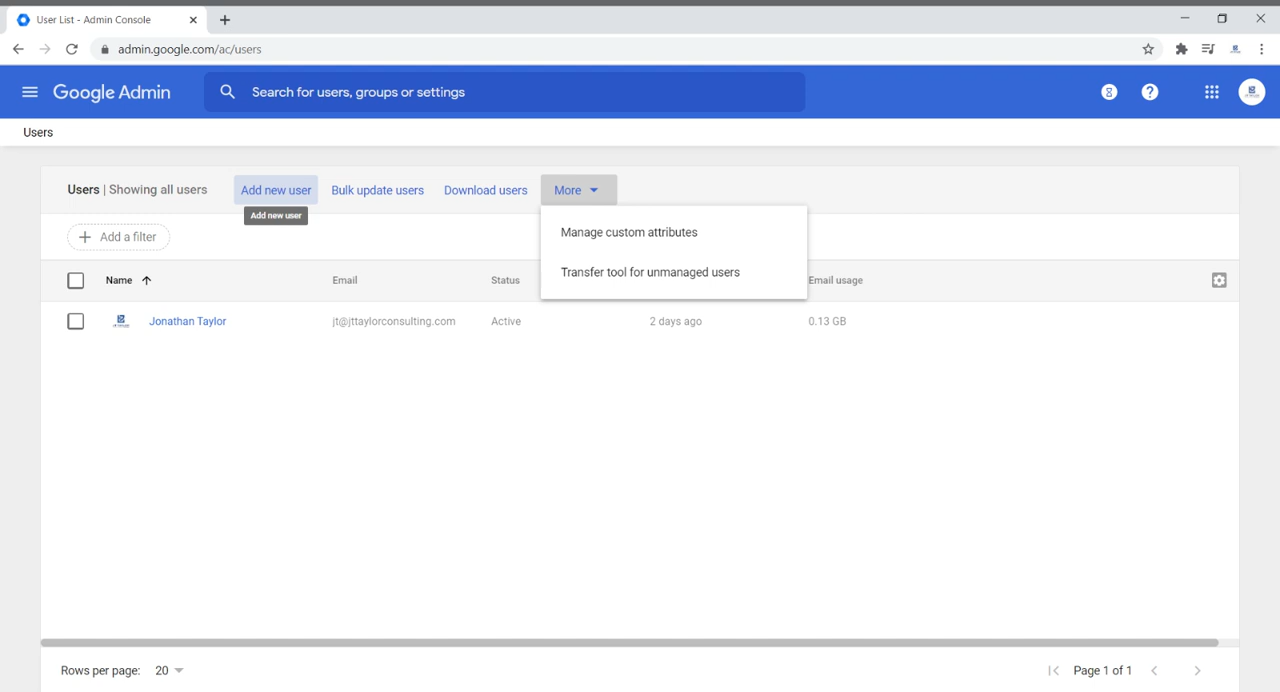 User List - Admin Console
admin.google.com/ac/users
Google Admin
Search for users, groups or settings
Users
Users | Showing all users
Add new user
Bulk update users
Download users
More
Add new user
Manage custom attributes
Add a filter
Transfer tool for unmanaged users
Name
Email
Status
Email usage
Jonathan Taylor
jt@jttaylorconsulting.com
Active
2 days ago
0.13 GB
Rows per page: 20
Page 1 of 1